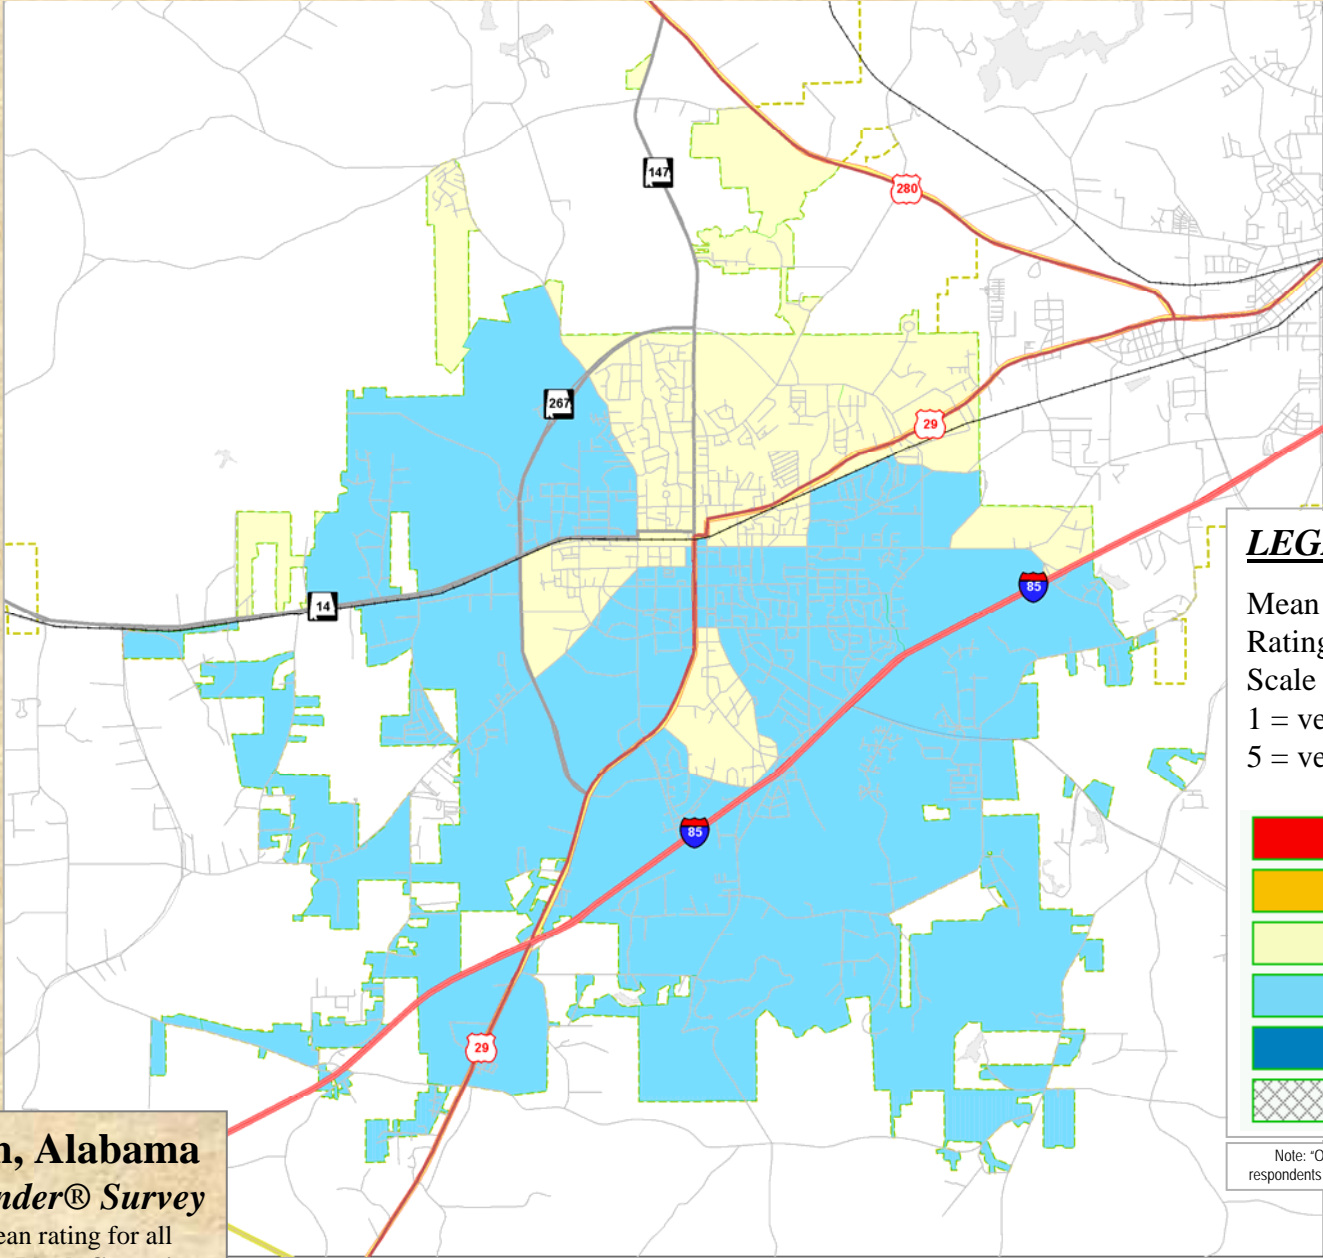 147
280
267
29
14
85
85
29
LEG
Mean
Rating
Scale
1 = ve
5 = ve
Note: "O
respondents
n, Alabama
nder® Survey
ean rating for all